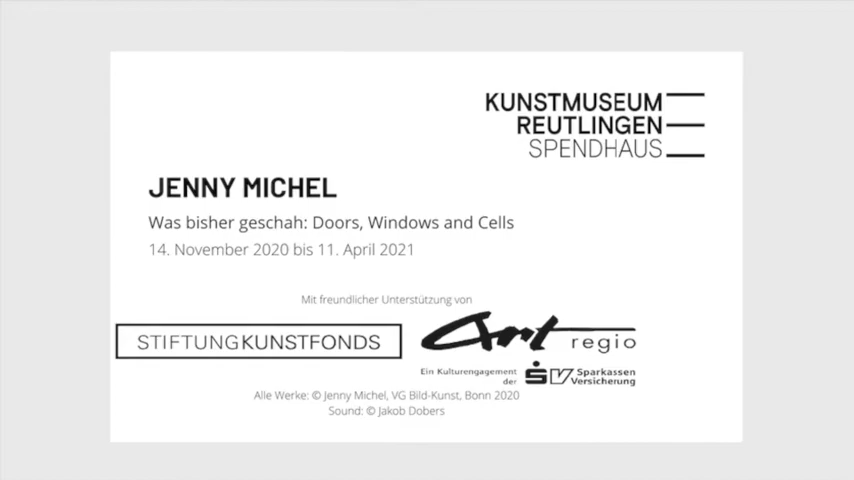 KUNSTMUSEUM
REUTLINGEN
SPENDHAUS
JENNY MICHEL
Was bisher geschah: Doors, Windows and Cells
14. November 2020 bis 11. April 2021
Mit freundlicher Unterstützung von
STIFTUNGKUNSTFONDS
Art regio
Ein Kulturengagement
der
SV Sparkassen
Versicherung
Alle Werke: © Jenny Michel, VG Bild-Kunst, Bonn 2020
Sound: © Jakob Dobers